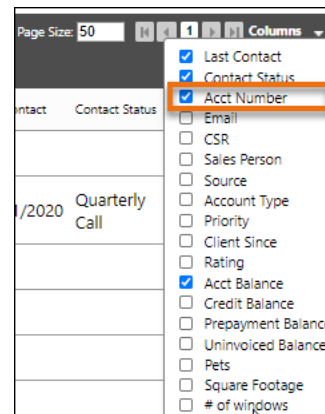 Page Size: 50 1 Columns
Last Contact
Contact Status
Acct Number
Email
CSR
Sales Person
Source
Account Type
Priority
Client Since
Rating
Acct Balance
Credit Balance
Prepayment Balance
Uninvoiced Balance
Pets
Square Footage
# of windows
ontact Contact Status
1/2020 Quarterly
Call